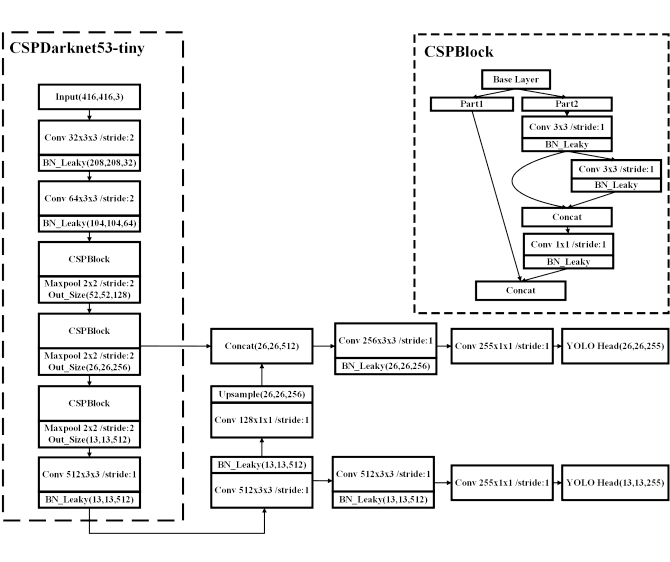 CSPDarknet53-tiny
Input(416,416,3)
Conv 32x3x3 /stride:2
BN_Leaky(208,208,32)
Conv 64x3x3 /stride:2
BN_Leaky(104,104,64)
CSPBlock
Maxpool 2x2 /stride:2
Out_Size(52,52,128)
CSPBlock
Maxpool 2x2 /stride:2
Out_Size(26,26,256)
CSPBlock
Maxpool 2x2 /stride:2
Out_Size(13,13,512)
Conv 512x3x3 /stride:1
BN_Leaky(13,13,512)
CSPBlock
Base Layer
Part1
Part2
Conv 3x3 /stride:1
BN_Leaky
Conv 3x3 /stride:1
BN_Leaky
Concat
Conv 1x1 /stride:1
BN_Leaky
Concat
Concat(26,26,512)
Conv 256x3x3 /stride:1
BN_Leaky(26,26,256)
Conv 255x1x1 /stride:1
YOLO Head(26,26,255)
Upsample(26,26,256)
Conv 128x1x1 /stride:1
BN_Leaky(13,13,512)
Conv 512x3x3 /stride:1
Conv 512x3x3 /stride:1
BN_Leaky(13,13,512)
Conv 255x1x1 /stride:1
YOLO Head(13,13,255)